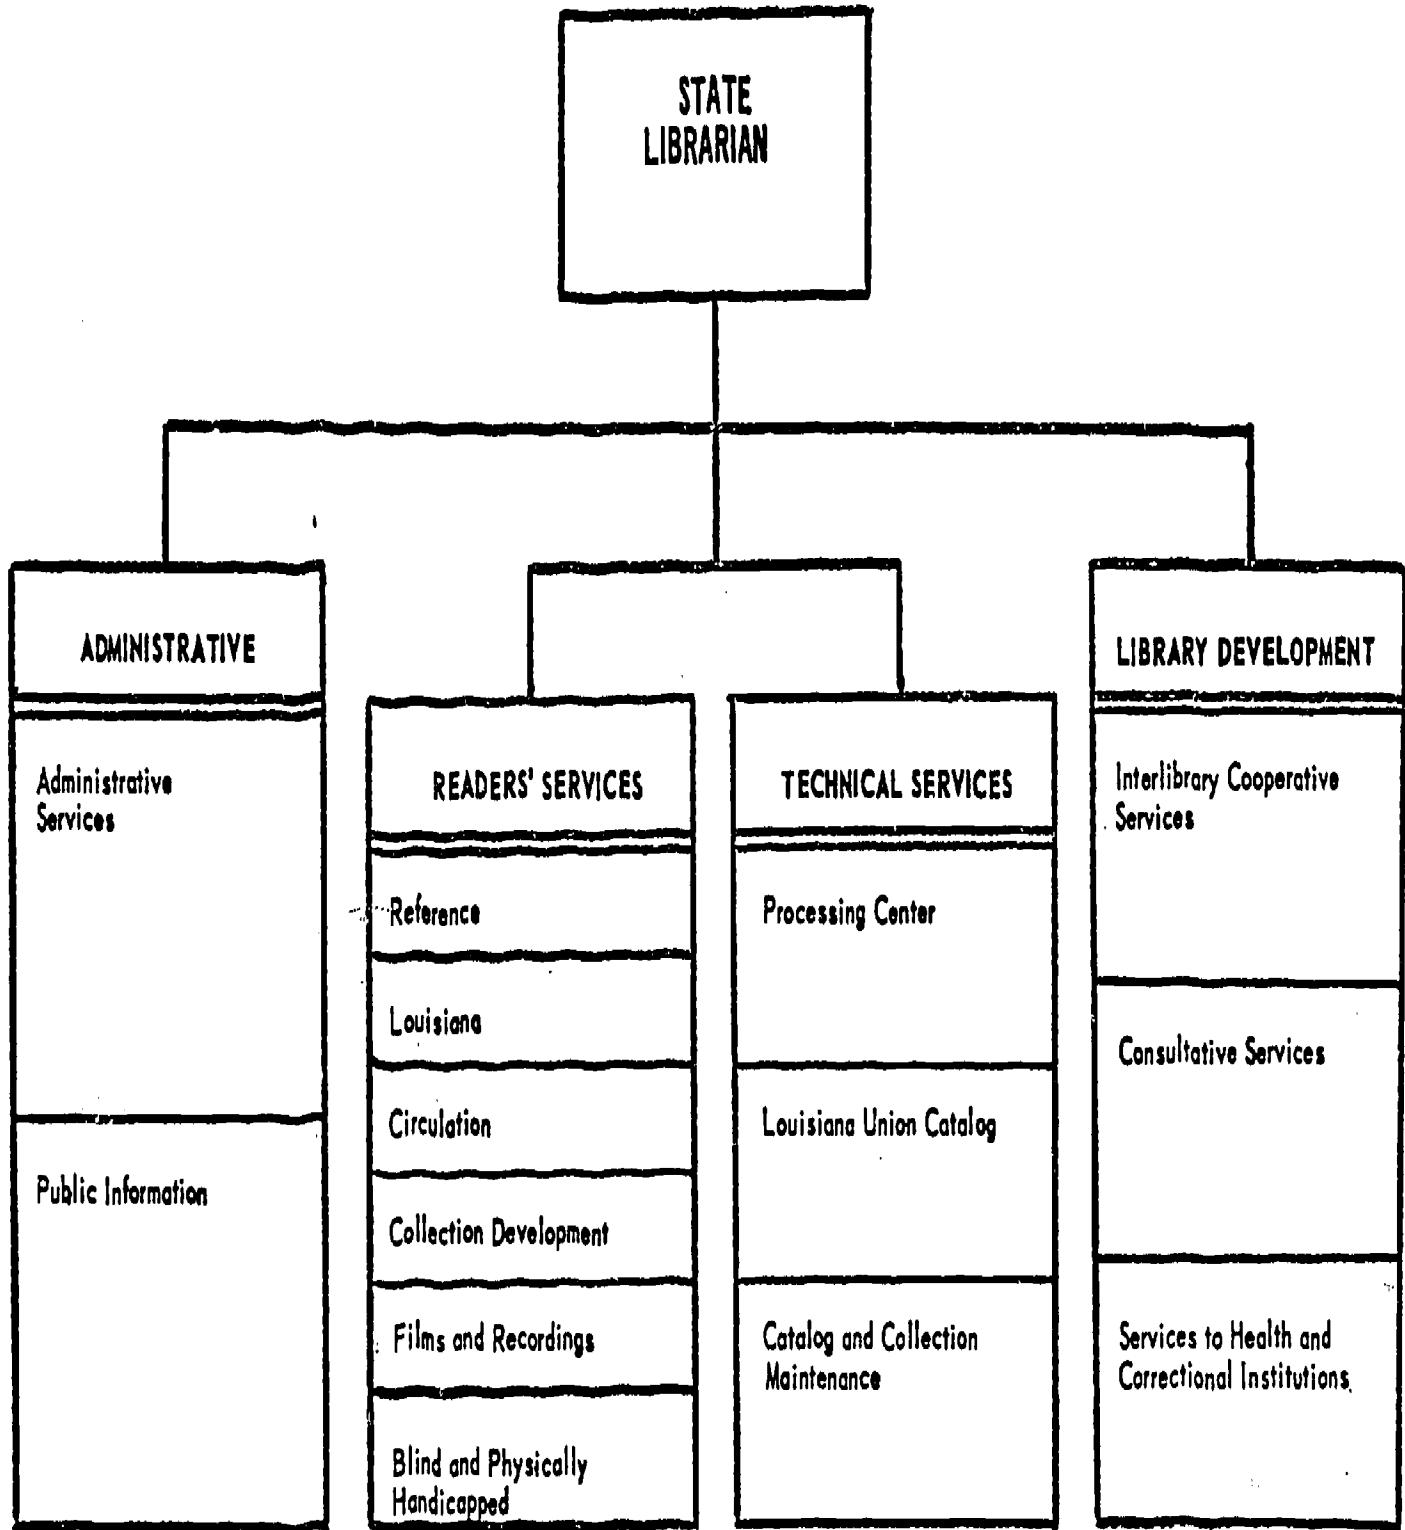 STATE
LIBRARIAN
ADMINISTRATIVE
Administrative
Services
Public Information
READERS' SERVICES
Reference
Louisiana
Circulation
Collection Development
Films and Recordings
Blind and Physically
Handicapped
TECHNICAL SERVICES
Processing Center
Louisiana Union Catalog
Catalog and Collection
Maintenance
LIBRARY DEVELOPMENT
Interlibrary Cooperative
Services
Consultative Services
Services to Health and
Correctional Institutions